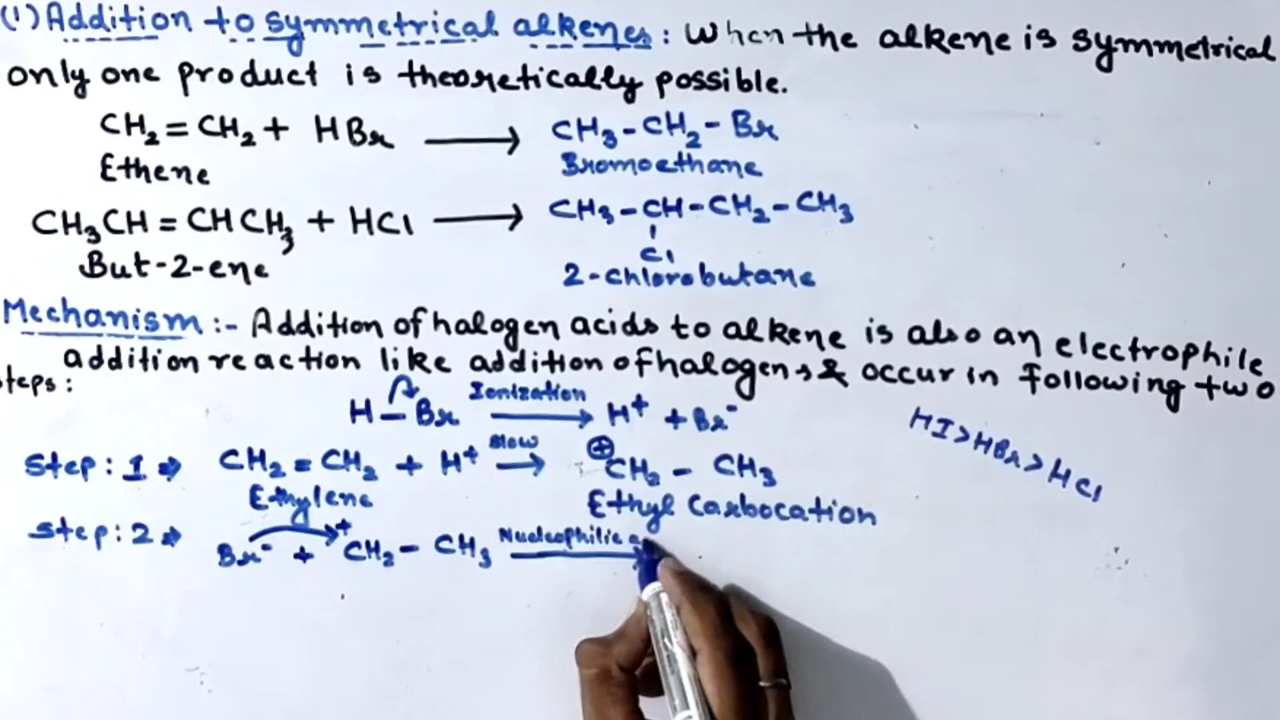 (1) Addition to symmetrical alkenes: When the alkene is symmetrical
only one product is theoretically possible.
CH₂=CH₂ + HBr ⟶ CH₃-CH₂-Br
Ethene Bromoethane
CH₃CH=CHCH₃ + HCl ⟶ CH₃-CH-CH₂-CH₃
Cl
But-2-ene 2-chlorobutane
Mechanism:- Addition of halogen acids to alkene is also an electrophile
addition reaction like addition of halogens, & occur in following two
steps:
H-Br Ionization ⟶ H⁺ + Br⁻
HI>HBr>HCl
Step:1⇒ CH₂=CH₂ + H⁺ slow ⟶ ⊕CH₂-CH₃
Ethylene Ethyl Carbocation
Step:2⇒ Br⁻ + ⁺CH₂-CH₃ Nucleophilic a